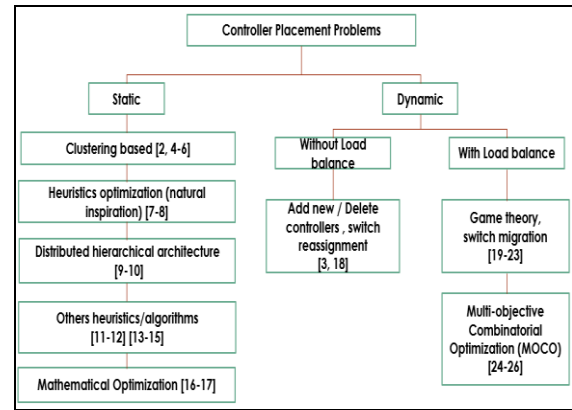 Controller Placement Problems
Static
Dynamic
Clustering based [2, 4-6]
Heuristics optimization (natural
inspiration) [7-8]
Distributed hierarchical architecture
[9-10]
Others heuristics/algorithms
[11-12] [13-15]
Mathematical Optimization [16-17]
Without Load
balance
Add new / Delete
controllers , switch
reassignment
[3, 18]
With Load balance
Game theory,
switch migration
[19-23]
Multi-objective
Combinatorial
Optimization (MOCO)
[24-26]